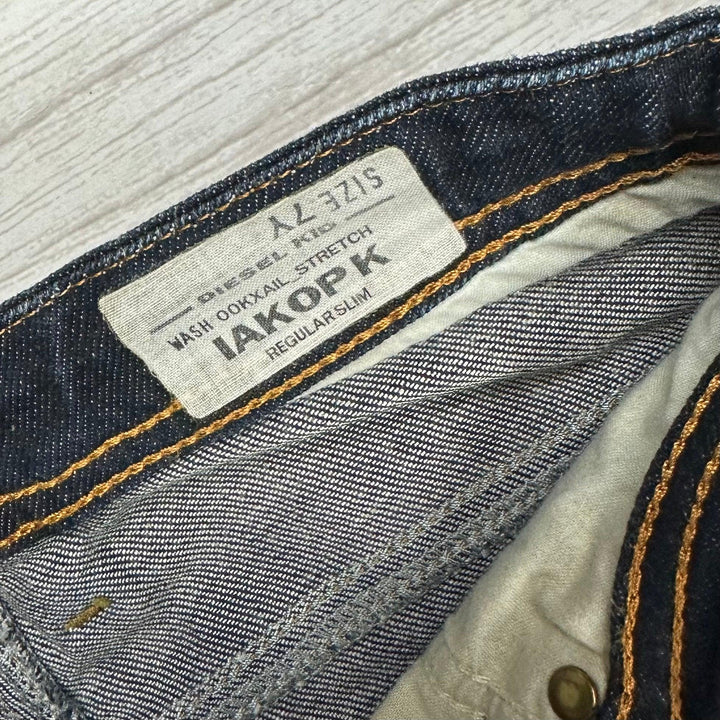 SIZE 7Y
DIESEL KID
WASH 00KXAIL_STRETCH
IAKOP K
REGULAR SLIM